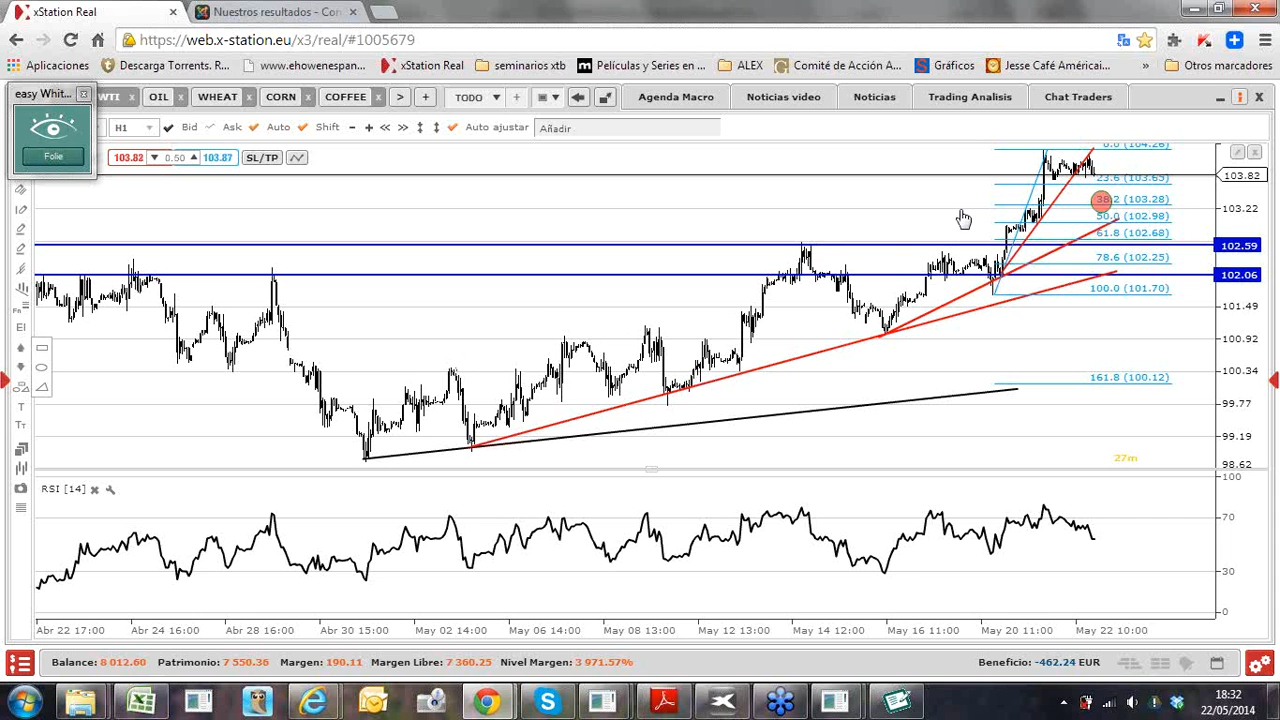 xStation Real
Nuestros resultados - Con
https://web.x-station.eu/x3/real/#1005679
Aplicaciones
Descarga Torrents. R...
www.ehowenespan...
xStation Real
seminarios xtb
Películas y Series en ...
ALEX
Comité de Acción A...
Gráficos
Jesse Café Américai...
»
Otros marcadores
easy Whit...
Folie
WTI
OIL
WHEAT
CORN
COFFEE
TODO
Agenda Macro
Noticias video
Noticias
Trading Analisis
Chat Traders
H1
Bid
Ask
Auto
Shift
Auto ajustar
Añadir
103.82
0.50
103.87
SL/TP
0.0 (104.26)
23.6 (103.65)
38.2 (103.28)
50.0 (102.98)
61.8 (102.68)
78.6 (102.25)
100.0 (101.70)
161.8 (100.12)
27m
103.82
103.22
102.59
102.06
101.49
100.92
100.34
99.77
99.19
98.62
Fn
EI
T
TT
RSI [14]
100
70
30
0
Abr 22 17:00
Abr 24 16:00
Abr 28 16:00
Abr 30 15:00
May 02 14:00
May 06 14:00
May 08 13:00
May 12 13:00
May 14 12:00
May 16 11:00
May 20 11:00
May 22 10:00
Balance: 8 012.60
Patrimonio: 7 550.36
Margen: 190.11
Margen Libre: 7 360.25
Nivel Margen: 3 971.57%
Beneficio: -462.24 EUR
18:32
22/05/2014